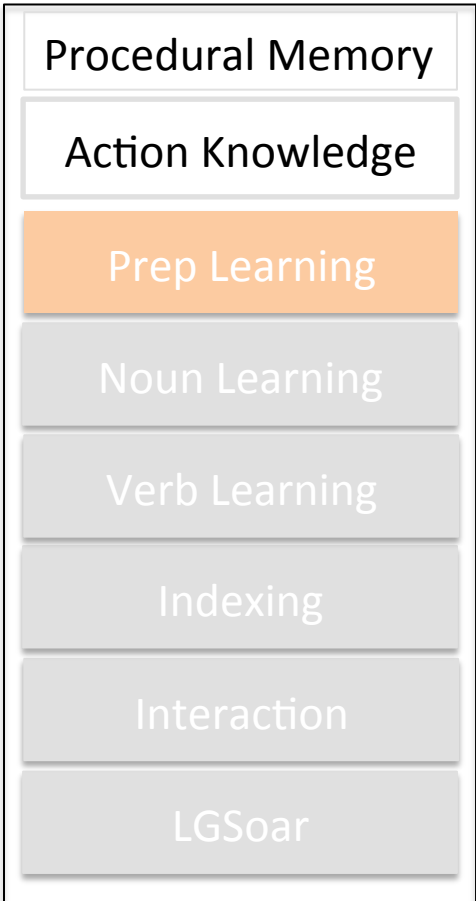 Procedural Memory
Action Knowledge
Prep Learning
Noun Learning
Verb Learning
Indexing
Interaction
LGSoar